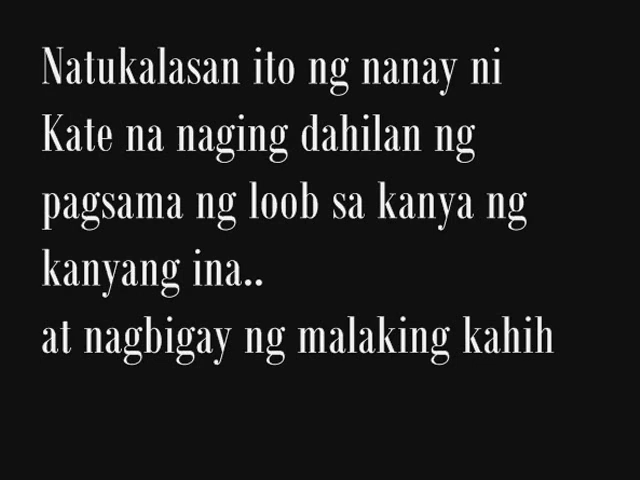 Natukalasan ito ng nanay ni
Kate na naging dahilan ng
pagsama ng loob sa kanya ng
kanyang ina..
at nagbigay ng malaking kahih